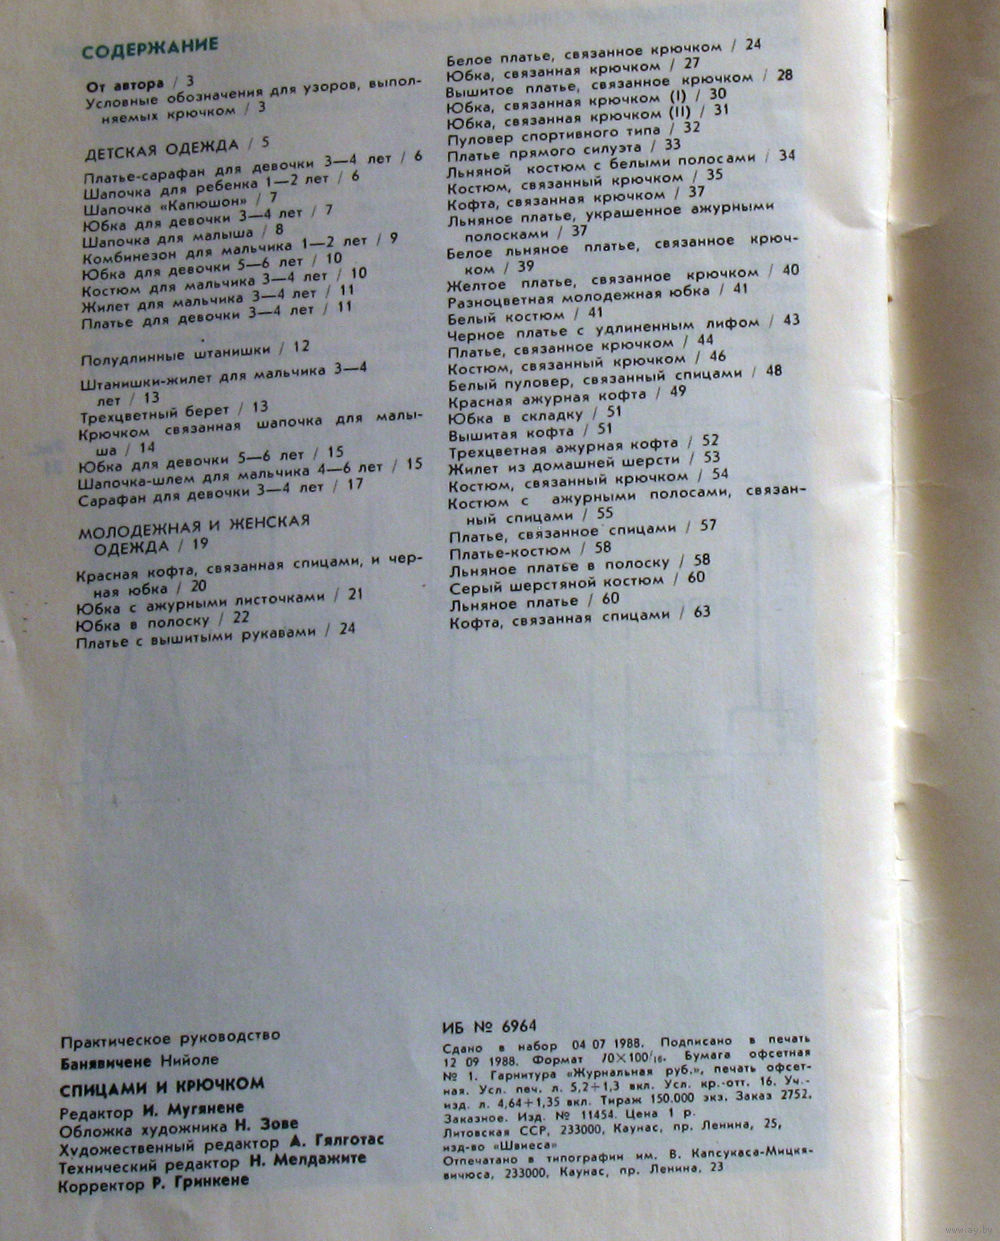 СОДЕРЖАНИЕ
От автора / 3
Условные обозначения для узоров, выпол-
няемых крючком / 3
ДЕТСКАЯ ОДЕЖДА / 5
Платье-сарафан для девочки 3—4 лет / 6
Шапочка для ребенка 1—2 лет / 6
Шапочка «Капюшон» / 7
Юбка для девочки 3—4 лет / 7
Шапочка для малыша / 8
Комбинезон для мальчика 1—2 лет / 9
Юбка для девочки 5—6 лет / 10
Костюм для мальчика 3—4 лет / 10
Жилет для мальчика 3—4 лет / 11
Платье для девочки 3—4 лет / 11
Полудлинные штанишки / 12
Штанишки-жилет для мальчика 3—4
лет / 13
Трехцветный берет / 13
Крючком связанная шапочка для малы-
ша / 14
Юбка для девочки 5—6 лет / 15
Шапочка-шлем для мальчика 4—6 лет / 15
Сарафан для девочки 3—4 лет / 17
МОЛОДЕЖНАЯ И ЖЕНСКАЯ
ОДЕЖДА / 19
Красная кофта, связанная спицами, и чер-
ная юбка / 20
Юбка с ажурными листочками / 21
Юбка в полоску / 22
Платье с вышитыми рукавами / 24
Белое платье, связанное крючком / 24
Юбка, связанная крючком / 27
Вышитое платье, связанное крючком / 28
Юбка, связанная крючком (I) / 30
Юбка, связанная крючком (II) / 31
Пуловер спортивного типа / 32
Платье прямого силуэта / 33
Льняной костюм с белыми полосами / 34
Костюм, связанный крючком / 35
Кофта, связанная крючком / 37
Льняное платье, украшенное ажурными
полосками / 37
Белое льняное платье, связанное крюч-
ком / 39
Желтое платье, связанное крючком / 40
Разноцветная молодежная юбка / 41
Белый костюм / 41
Черное платье с удлиненным лифом / 43
Платье, связанное крючком / 44
Костюм, связанный крючком / 46
Белый пуловер, связанный спицами / 48
Красная ажурная кофта / 49
Юбка в складку / 51
Вышитая кофта / 51
Трехцветная ажурная кофта / 52
Жилет из домашней шерсти / 53
Костюм, связанный крючком / 54
Костюм с ажурными полосами, связан-
ный спицами / 55
Платье, связанное спицами / 57
Платье-костюм / 58
Льняное платье в полоску / 58
Серый шерстяной костюм / 60
Льняное платье / 60
Кофта, связанная спицами / 63
Практическое руководство
Банявичене Нийоле
СПИЦАМИ И КРЮЧКОМ
Редактор И. Мугянене
Обложка художника Н. Зове
Художественный редактор А. Гялготас
Технический редактор Н. Мелдажите
Корректор Р. Гринкене
ИБ № 6964
Сдано в набор 04 07 1988. Подписано в печать
12 09 1988. Формат 70×100/16. Бумага офсетная
№ 1. Гарнитура «Журнальная руб.», печать офсет-
ная. Усл. печ. л. 5,2+1,3 вкл. Усл. кр.-отт. 16. Уч.-
изд. л. 4,64+1,35 вкл. Тираж 150.000 экз. Заказ 2752.
Заказное. Изд. № 11454. Цена 1 р.
Литовская ССР, 233000, Каунас, пр. Ленина, 25,
изд-во «Швиеса»
Отпечатано в типографии им. В. Капсукаса-Мицкя-
вичюса, 233000, Каунас, пр. Ленина, 23
www.ay.by